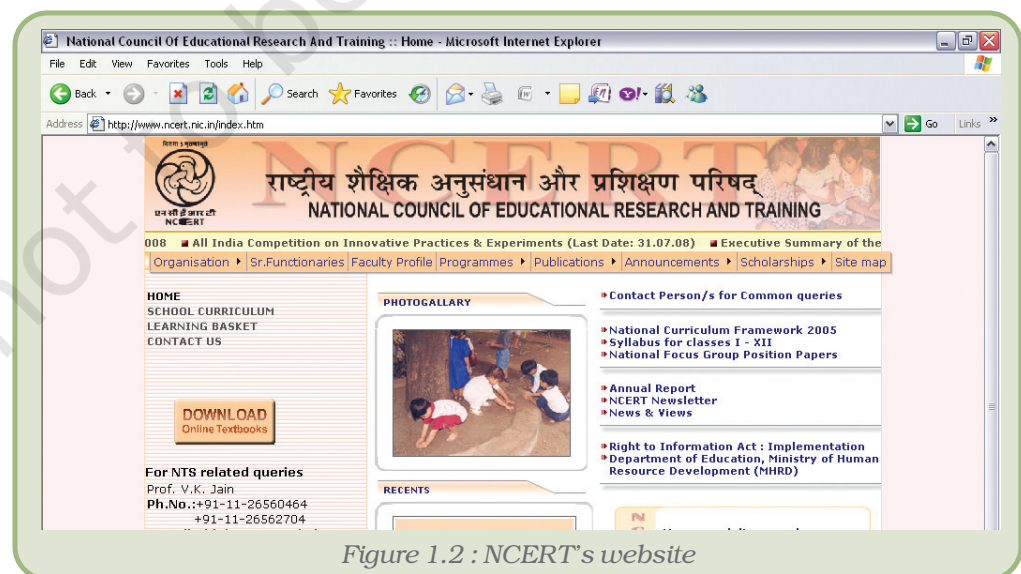 National Council Of Educational Research And Training :: Home - Microsoft Internet Explorer
File Edit View Favorites Tools Help
Back Search Favorites
Address http://www.ncert.nic.in/index.htm Go Links »
NCERT
एन सी ई आर टी
NCERT
राष्ट्रीय शैक्षिक अनुसंधान और प्रशिक्षण परिषद्
NATIONAL COUNCIL OF EDUCATIONAL RESEARCH AND TRAINING
008 All India Competition on Innovative Practices & Experiments (Last Date: 31.07.08) Executive Summary of the
Organisation Sr.Functionaries Faculty Profile Programmes Publications Announcements Scholarships Site map
HOME
SCHOOL CURRICULUM
LEARNING BASKET
CONTACT US
DOWNLOAD
Online Textbooks
For NTS related queries
Prof. V.K. Jain
Ph.No.:+91-11-26560464
+91-11-26562704
PHOTOGALLARY
RECENTS
Contact Person/s for Common queries
National Curriculum Framework 2005
Syllabus for classes I - XII
National Focus Group Position Papers
Annual Report
NCERT Newsletter
News & Views
Right to Information Act : Implementation
Department of Education, Ministry of Human
Resource Development (MHRD)
Figure 1.2 : NCERT's website
not to b